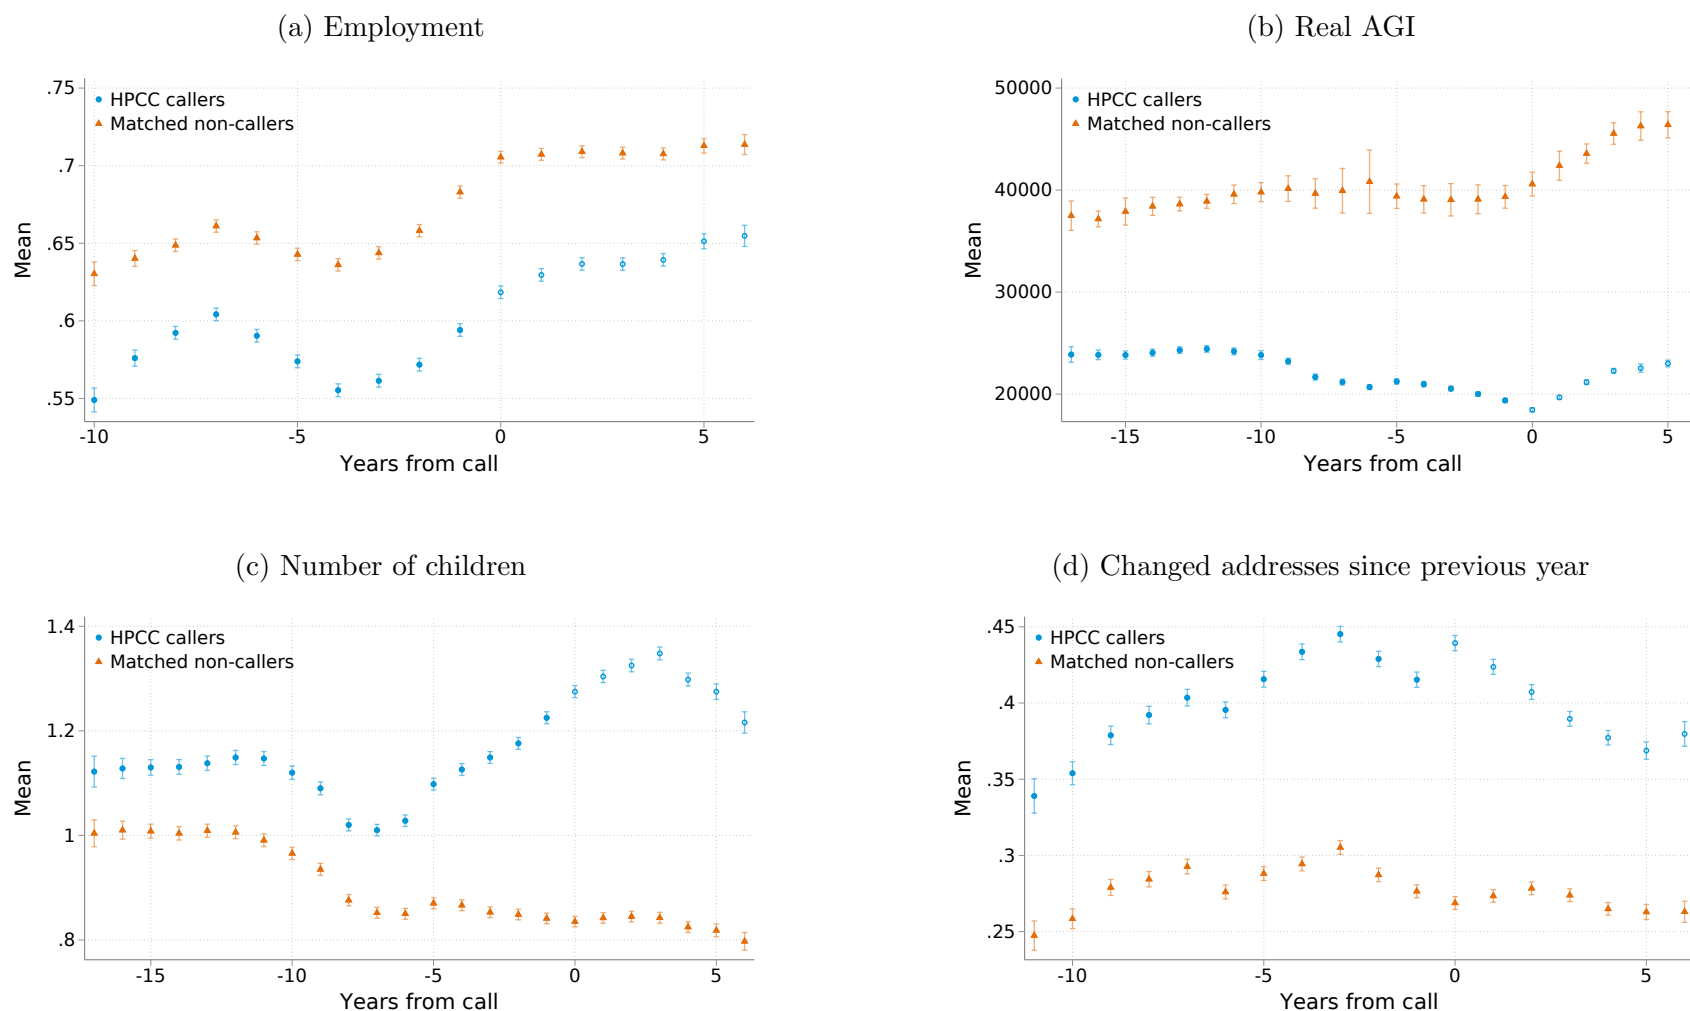 (a) Employment
.75
.7
.65
.6
.55
Mean
HPCC callers
Matched non-callers
-10 -5 0 5
Years from call
(b) Real AGI
50000
40000
30000
20000
Mean
HPCC callers
Matched non-callers
-15 -10 -5 0 5
Years from call
(c) Number of children
1.4
1.2
1
.8
Mean
HPCC callers
Matched non-callers
-15 -10 -5 0 5
Years from call
(d) Changed addresses since previous year
.45
.4
.35
.3
.25
Mean
HPCC callers
Matched non-callers
-10 -5 0 5
Years from call